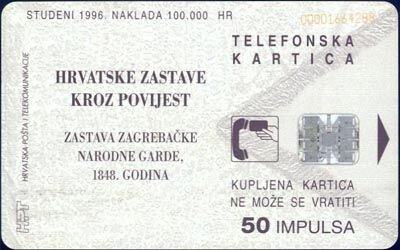 STUDENI 1996. NAKLADA 100.000 HR
TELEFONSKA
KARTICA
HRVATSKE ZASTAVE
KROZ POVIJEST
ZASTAVA ZAGREBAČKE
NARODNE GARDE,
1848. GODINA
HRVATSKA POŠTA I TELEKOMUNIKACIJE
HPT
KUPLJENA KARTICA
NE MOŽE SE VRATITI
50 IMPULSA